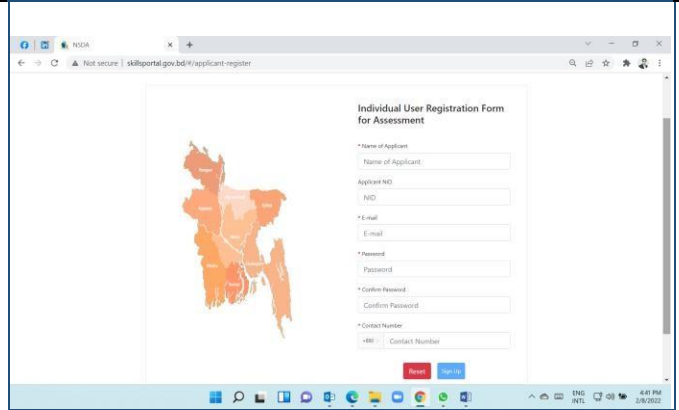 NSDA
Not secure | skillsportal.gov.bd/#/applicant-register
Individual User Registration Form
for Assessment
* Name of Applicant
Name of Applicant
Applicant NID
NID
* E-mail
E-mail
* Password
Password
* Confirm Password
Confirm Password
* Contact Number
+880 Contact Number
Reset Sign Up
ENG
INTL
4:41 PM
2/8/2022